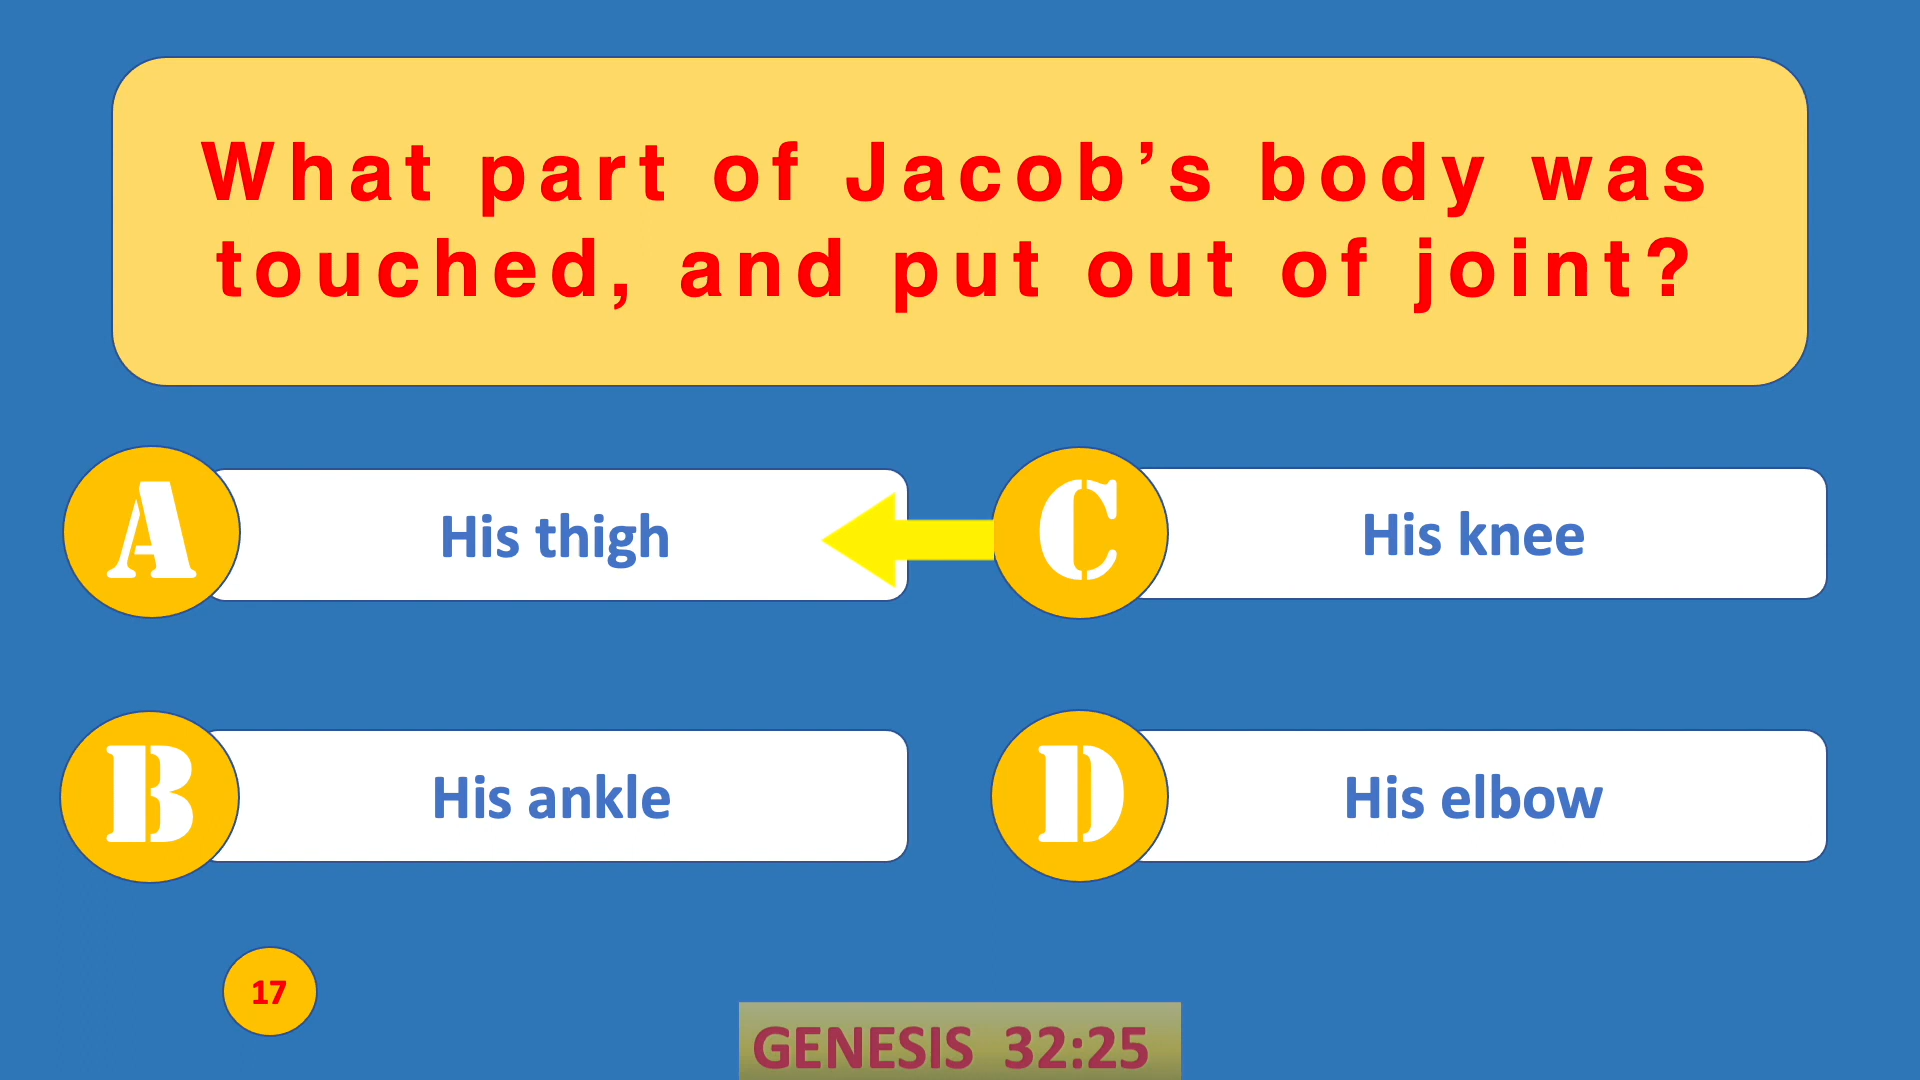 What part of Jacob’s body was
touched, and put out of joint?
A
His thigh
C
His knee
B
His ankle
D
His elbow
17
GENESIS 32:25